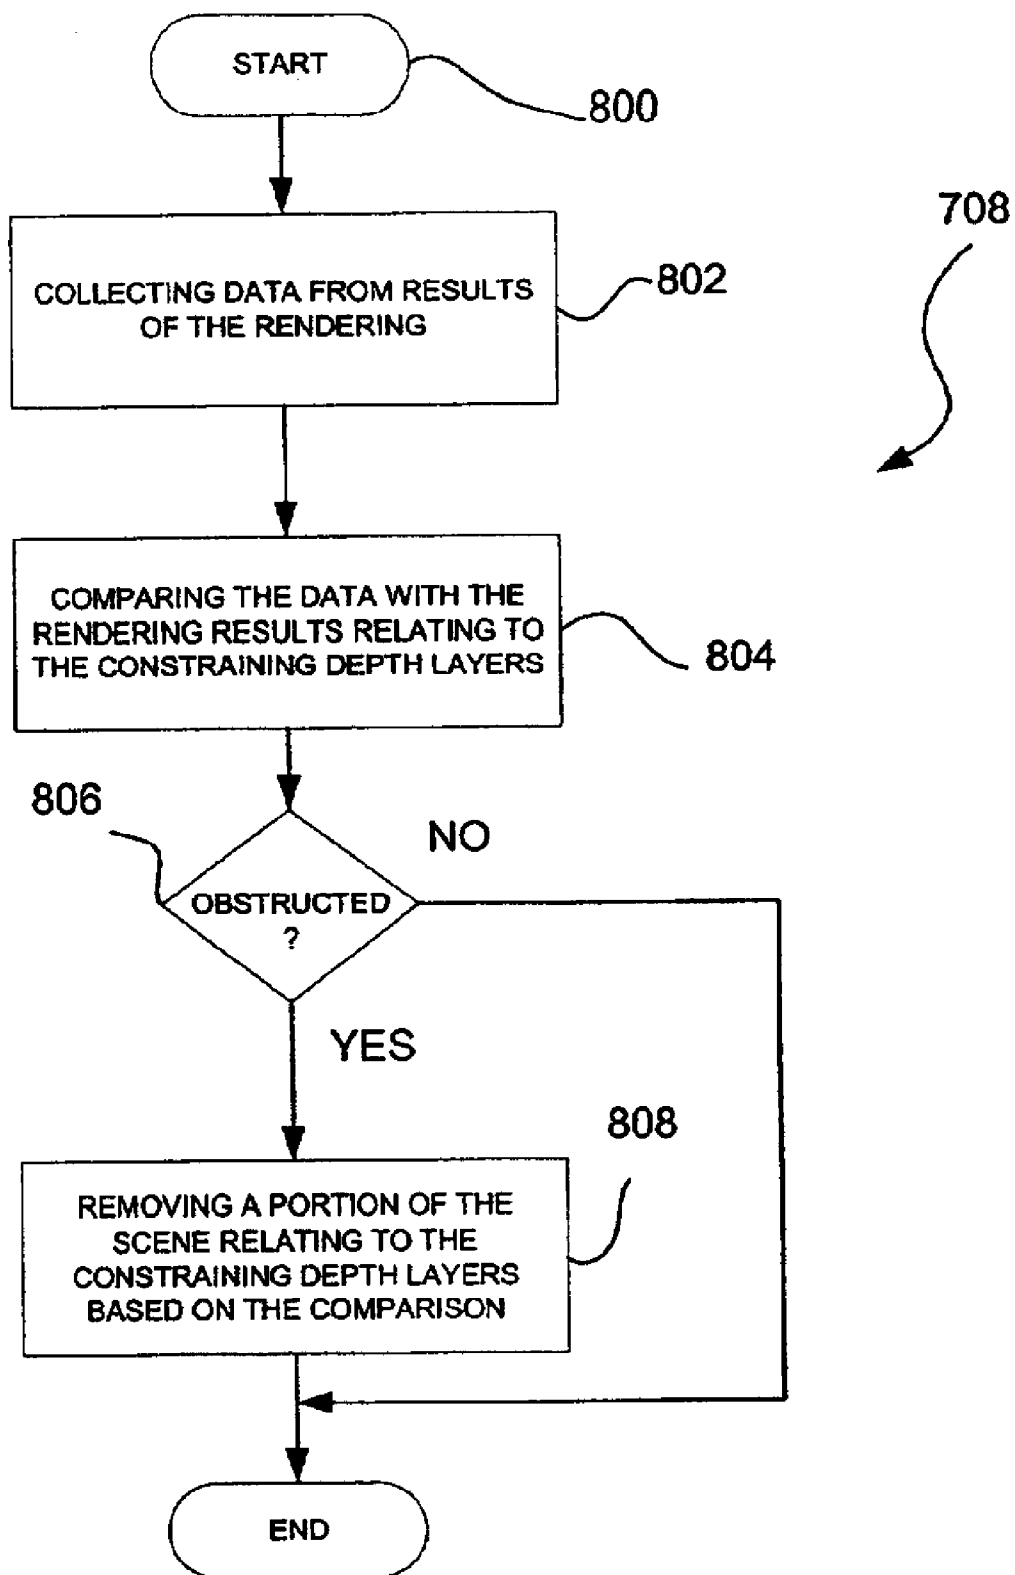 START
800
708
COLLECTING DATA FROM RESULTS
OF THE RENDERING
802
COMPARING THE DATA WITH THE
RENDERING RESULTS RELATING TO
THE CONSTRAINING DEPTH LAYERS
804
806
NO
OBSTRUCTED
?
YES
808
REMOVING A PORTION OF THE
SCENE RELATING TO THE
CONSTRAINING DEPTH LAYERS
BASED ON THE COMPARISON
END